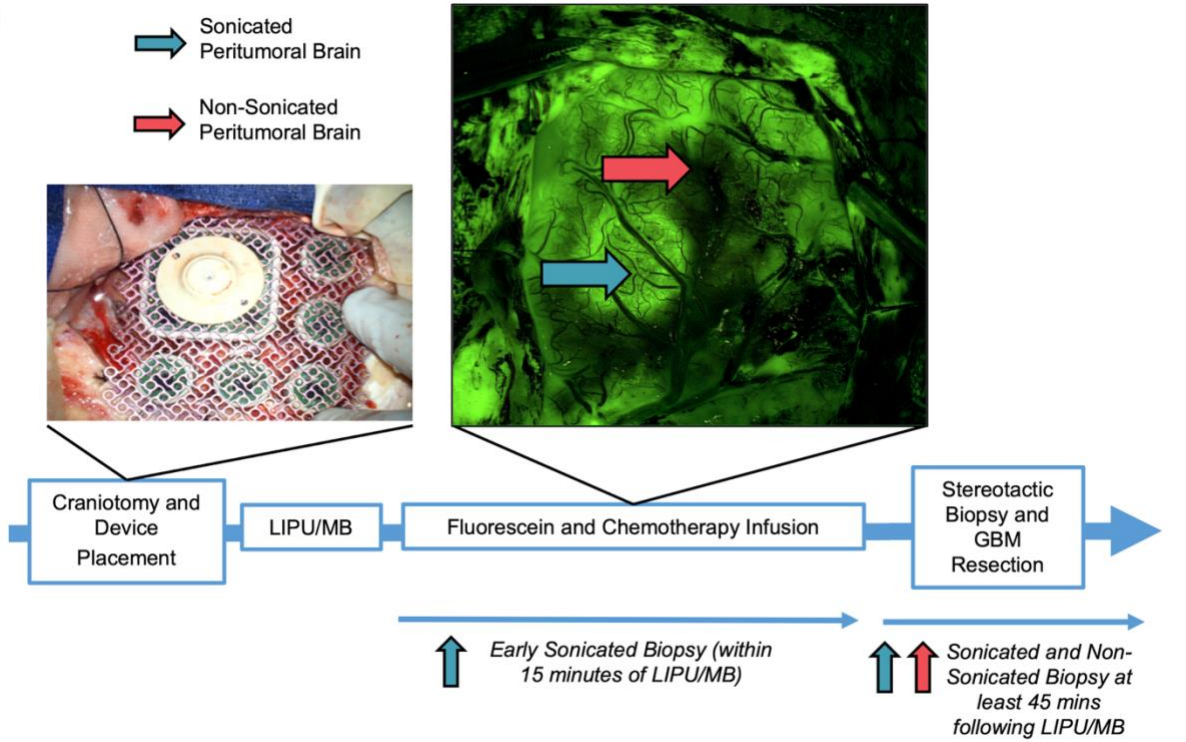 Sonicated
Peritumoral Brain
Non-Sonicated
Peritumoral Brain
Craniotomy and
Device
Placement
LIPU/MB
Fluorescein and Chemotherapy Infusion
Stereotactic
Biopsy and
GBM
Resection
Early Sonicated Biopsy (within
15 minutes of LIPU/MB)
Sonicated and Non-
Sonicated Biopsy at
least 45 mins
following LIPU/MB